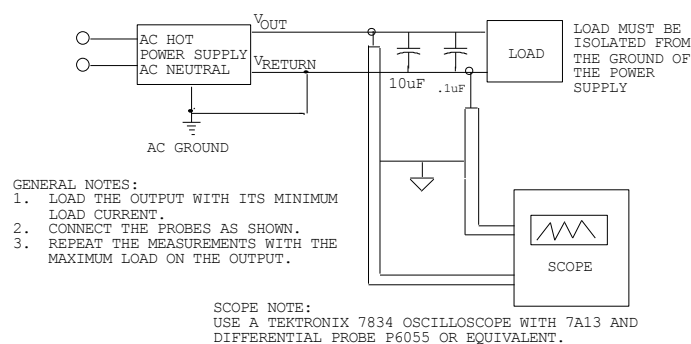 V_OUT
AC HOT
POWER SUPPLY
AC NEUTRAL
V_RETURN
AC GROUND
10uF
.1uF
LOAD
LOAD MUST BE
ISOLATED FROM
THE GROUND OF
THE POWER
SUPPLY
GENERAL NOTES:
1. LOAD THE OUTPUT WITH ITS MINIMUM
LOAD CURRENT.
2. CONNECT THE PROBES AS SHOWN.
3. REPEAT THE MEASUREMENTS WITH THE
MAXIMUM LOAD ON THE OUTPUT.
SCOPE
SCOPE NOTE:
USE A TEKTRONIX 7834 OSCILLOSCOPE WITH 7A13 AND
DIFFERENTIAL PROBE P6055 OR EQUIVALENT.